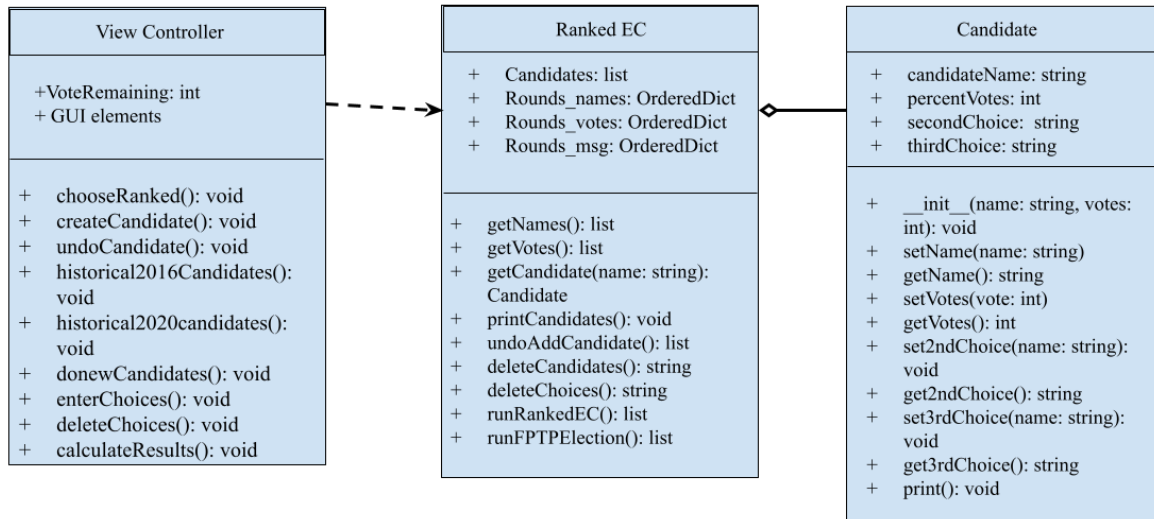 View Controller
+VoteRemaining: int
+ GUI elements
+ chooseRanked(): void
+ createCandidate(): void
+ undoCandidate(): void
+ historical2016Candidates():
void
+ historical2020candidates():
void
+ donewCandidates(): void
+ enterChoices(): void
+ deleteChoices(): void
+ calculateResults(): void
Ranked EC
+ Candidates: list
+ Rounds_names: OrderedDict
+ Rounds_votes: OrderedDict
+ Rounds_msg: OrderedDict
+ getNames(): list
+ getVotes(): list
+ getCandidate(name: string):
Candidate
+ printCandidates(): void
+ undoAddCandidate(): list
+ deleteCandidates(): string
+ deleteChoices(): string
+ runRankedEC(): list
+ runFPTPElection(): list
Candidate
+ candidateName: string
+ percentVotes: int
+ secondChoice: string
+ thirdChoice: string
+ __init__(name: string, votes:
int): void
+ setName(name: string)
+ getName(): string
+ setVotes(vote: int)
+ getVotes(): int
+ set2ndChoice(name: string):
void
+ get2ndChoice(): string
+ set3rdChoice(name: string):
void
+ get3rdChoice(): string
+ print(): void